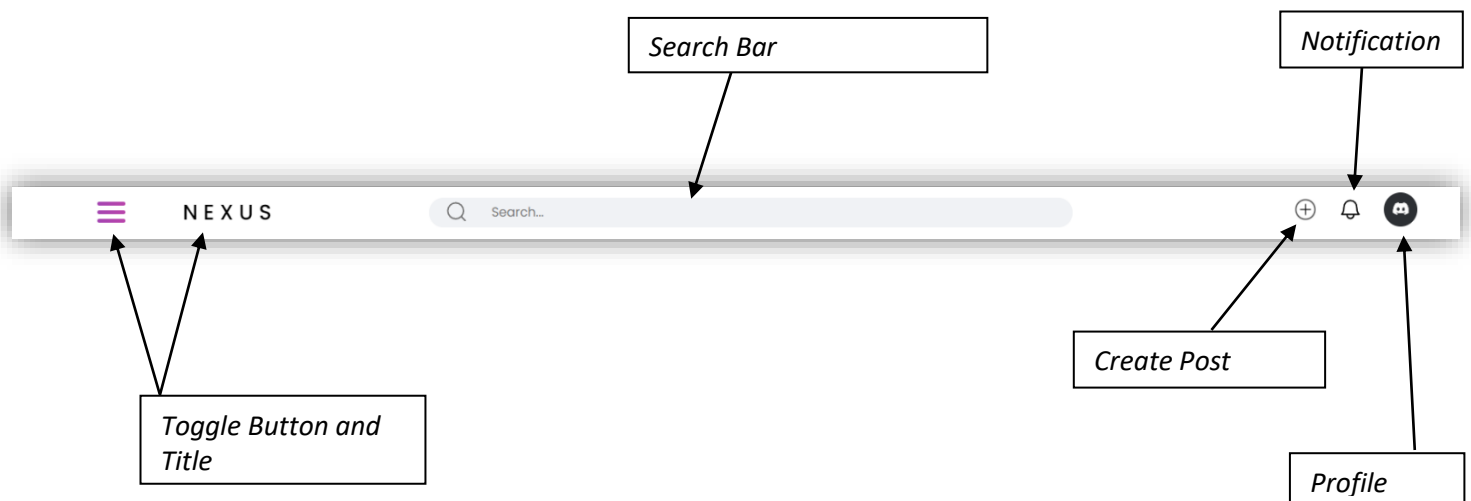 Search Bar
Notification
NEXUS
Search...
Create Post
Toggle Button and
Title
Profile